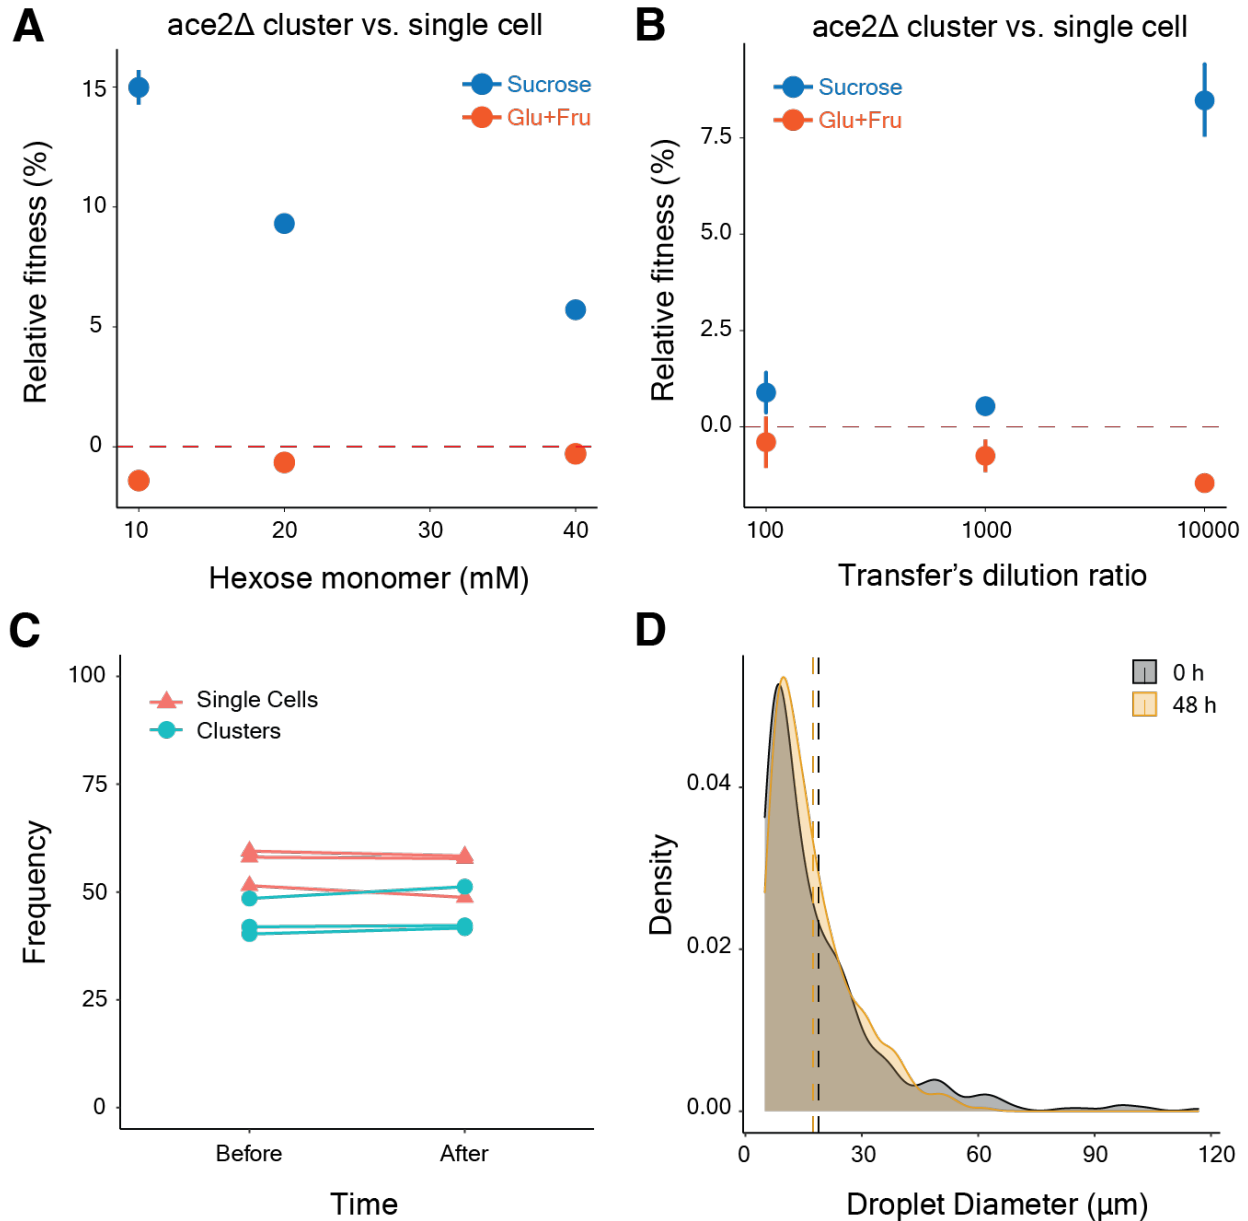 A
ace2Δ cluster vs. single cell
Sucrose
Glu+Fru
Relative fitness (%)
15
10
5
0
10 20 30 40
Hexose monomer (mM)
B
ace2Δ cluster vs. single cell
Sucrose
Glu+Fru
Relative fitness (%)
7.5
5.0
2.5
0.0
100 1000 10000
Transfer's dilution ratio
C
Single Cells
Clusters
Frequency
100
75
50
25
0
Before After
Time
D
0 h
48 h
Density
0.04
0.02
0.00
0 30 60 90 120
Droplet Diameter (μm)